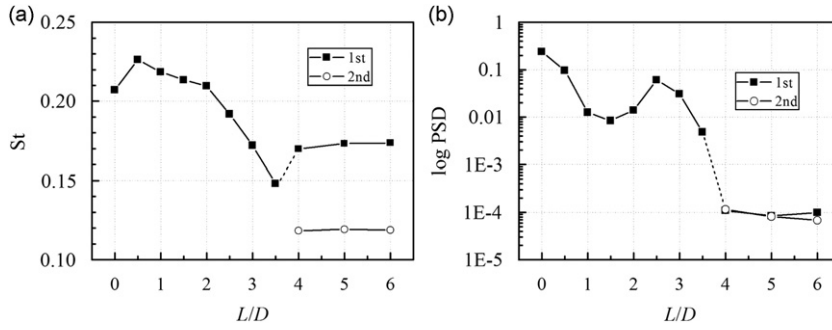 (a)
0.25
0.20
0.15
0.10
St
1st
2nd
0 1 2 3 4 5 6
L/D
(b)
1
0.1
0.01
1E-3
1E-4
1E-5
log PSD
1st
2nd
0 1 2 3 4 5 6
L/D